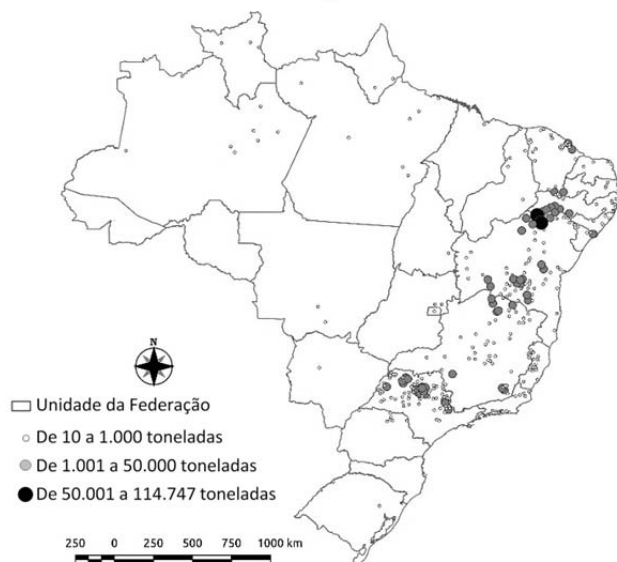 N
Unidade da Federação
De 10 a 1.000 toneladas
De 1.001 a 50.000 toneladas
De 50.001 a 114.747 toneladas
250 0 250 500 750 1000 km